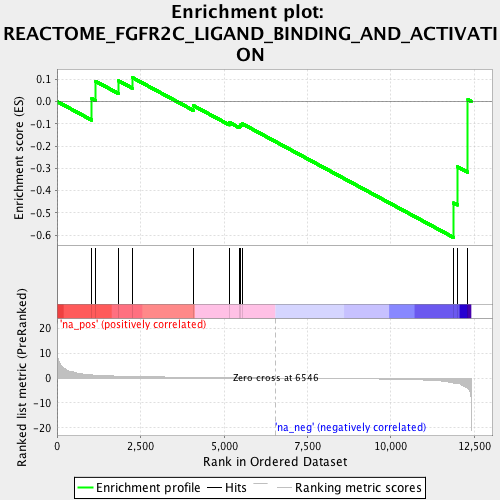 Enrichment plot:
REACTOME_FGFR2C_LIGAND_BINDING_AND_ACTIVATI
ON
Enrichment score (ES)
0.1
0.0
-0.1
-0.2
-0.3
-0.4
-0.5
-0.6
'na_pos' (positively correlated)
Ranked list metric (PreRanked)
20
10
0
-10
-20
Zero cross at 6546
'na_neg' (negatively correlated)
0
2,500
5,000
7,500
10,000
12,500
Rank in Ordered Dataset
Enrichment profile
Hits
Ranking metric scores